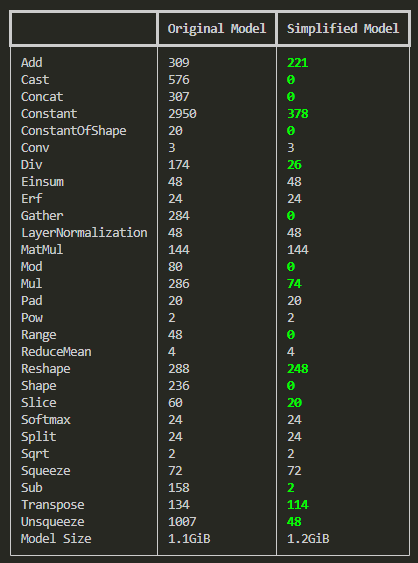 Original Model Simplified Model
Add 309 221
Cast 576 0
Concat 307 0
Constant 2950 378
ConstantOfShape 20 0
Conv 3 3
Div 174 26
Einsum 48 48
Erf 24 24
Gather 284 0
LayerNormalization 48 48
MatMul 144 144
Mod 80 0
Mul 286 74
Pad 20 20
Pow 2 2
Range 48 0
ReduceMean 4 4
Reshape 288 248
Shape 236 0
Slice 60 20
Softmax 24 24
Split 24 24
Sqrt 2 2
Squeeze 72 72
Sub 158 2
Transpose 134 114
Unsqueeze 1007 48
Model Size 1.1GiB 1.2GiB